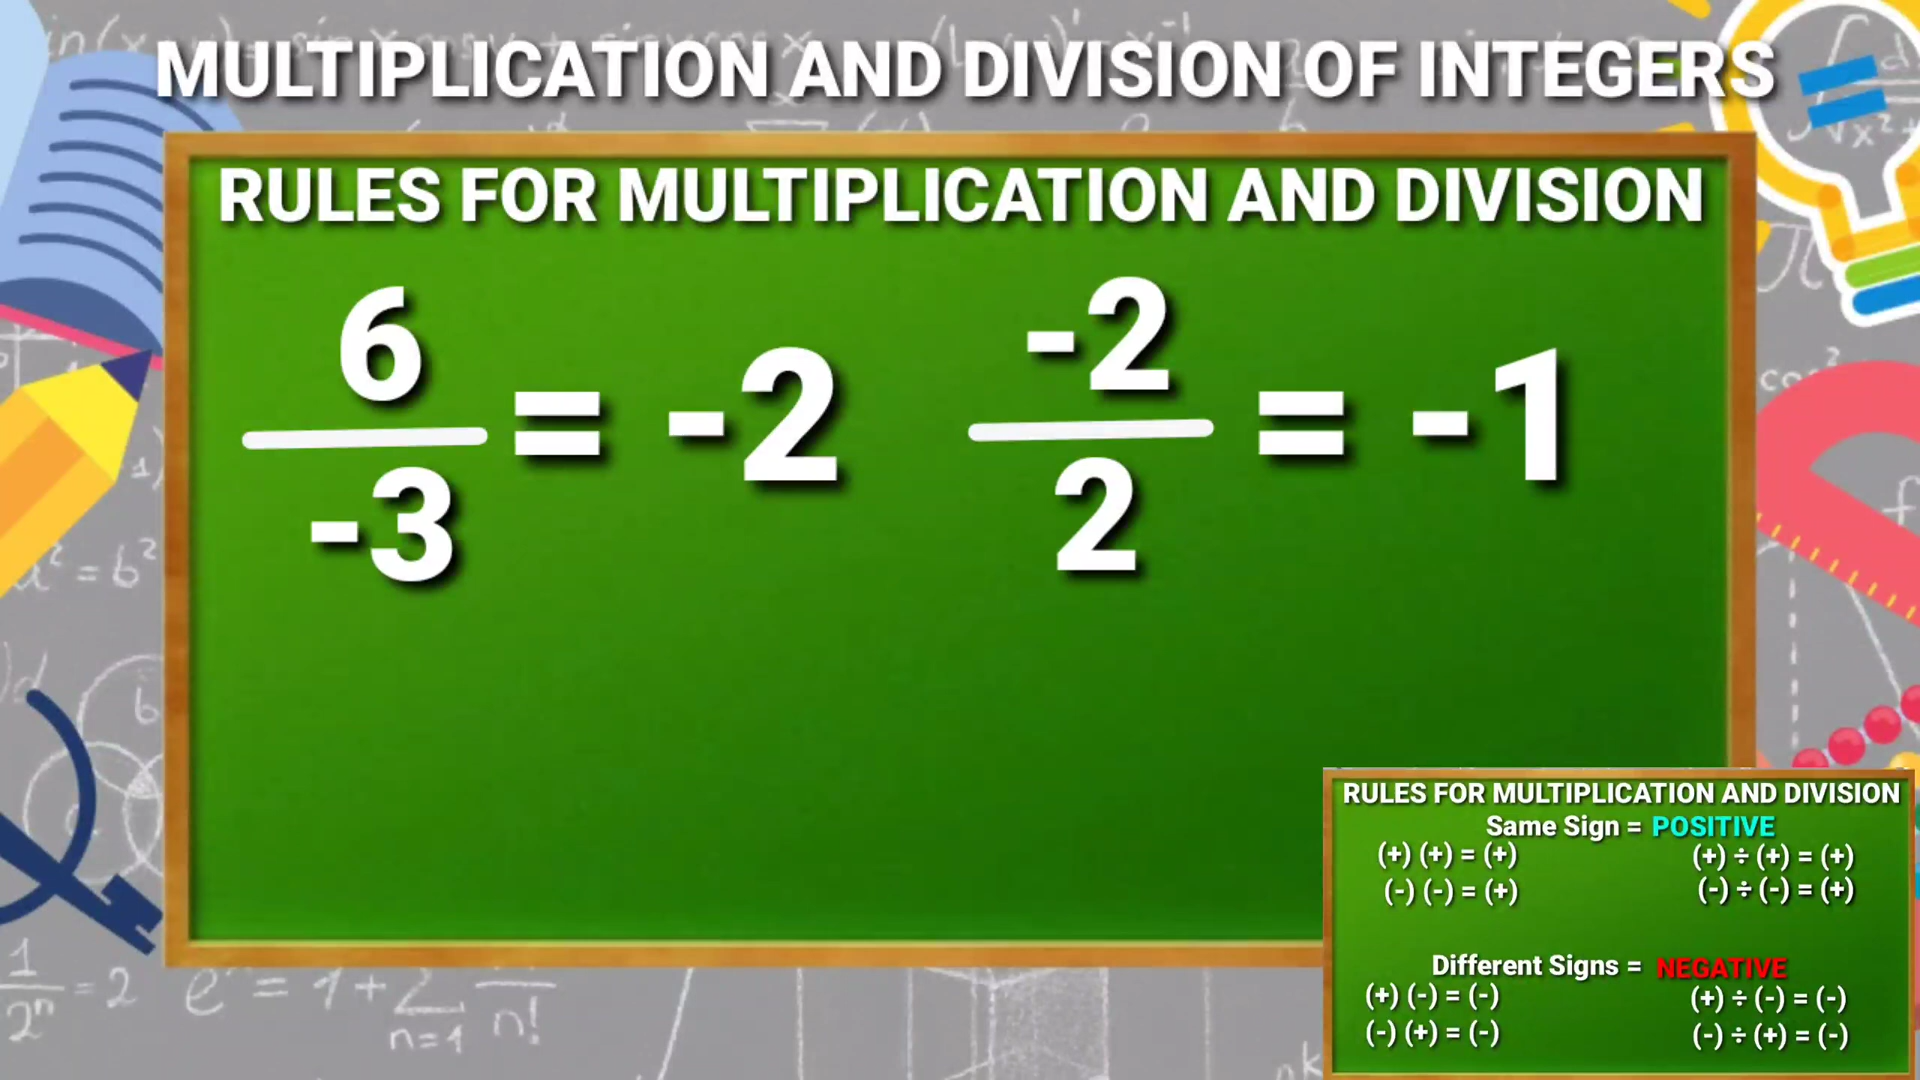 MULTIPLICATION AND DIVISION OF INTEGERS
RULES FOR MULTIPLICATION AND DIVISION
6
-3
= -2
-2
2
= -1
RULES FOR MULTIPLICATION AND DIVISION
Same Sign = POSITIVE
(+) (+) = (+) (+) ÷ (+) = (+)
(-) (-) = (+) (-) ÷ (-) = (+)
Different Signs = NEGATIVE
(+) (-) = (-) (+) ÷ (-) = (-)
(-) (+) = (-) (-) ÷ (+) = (-)